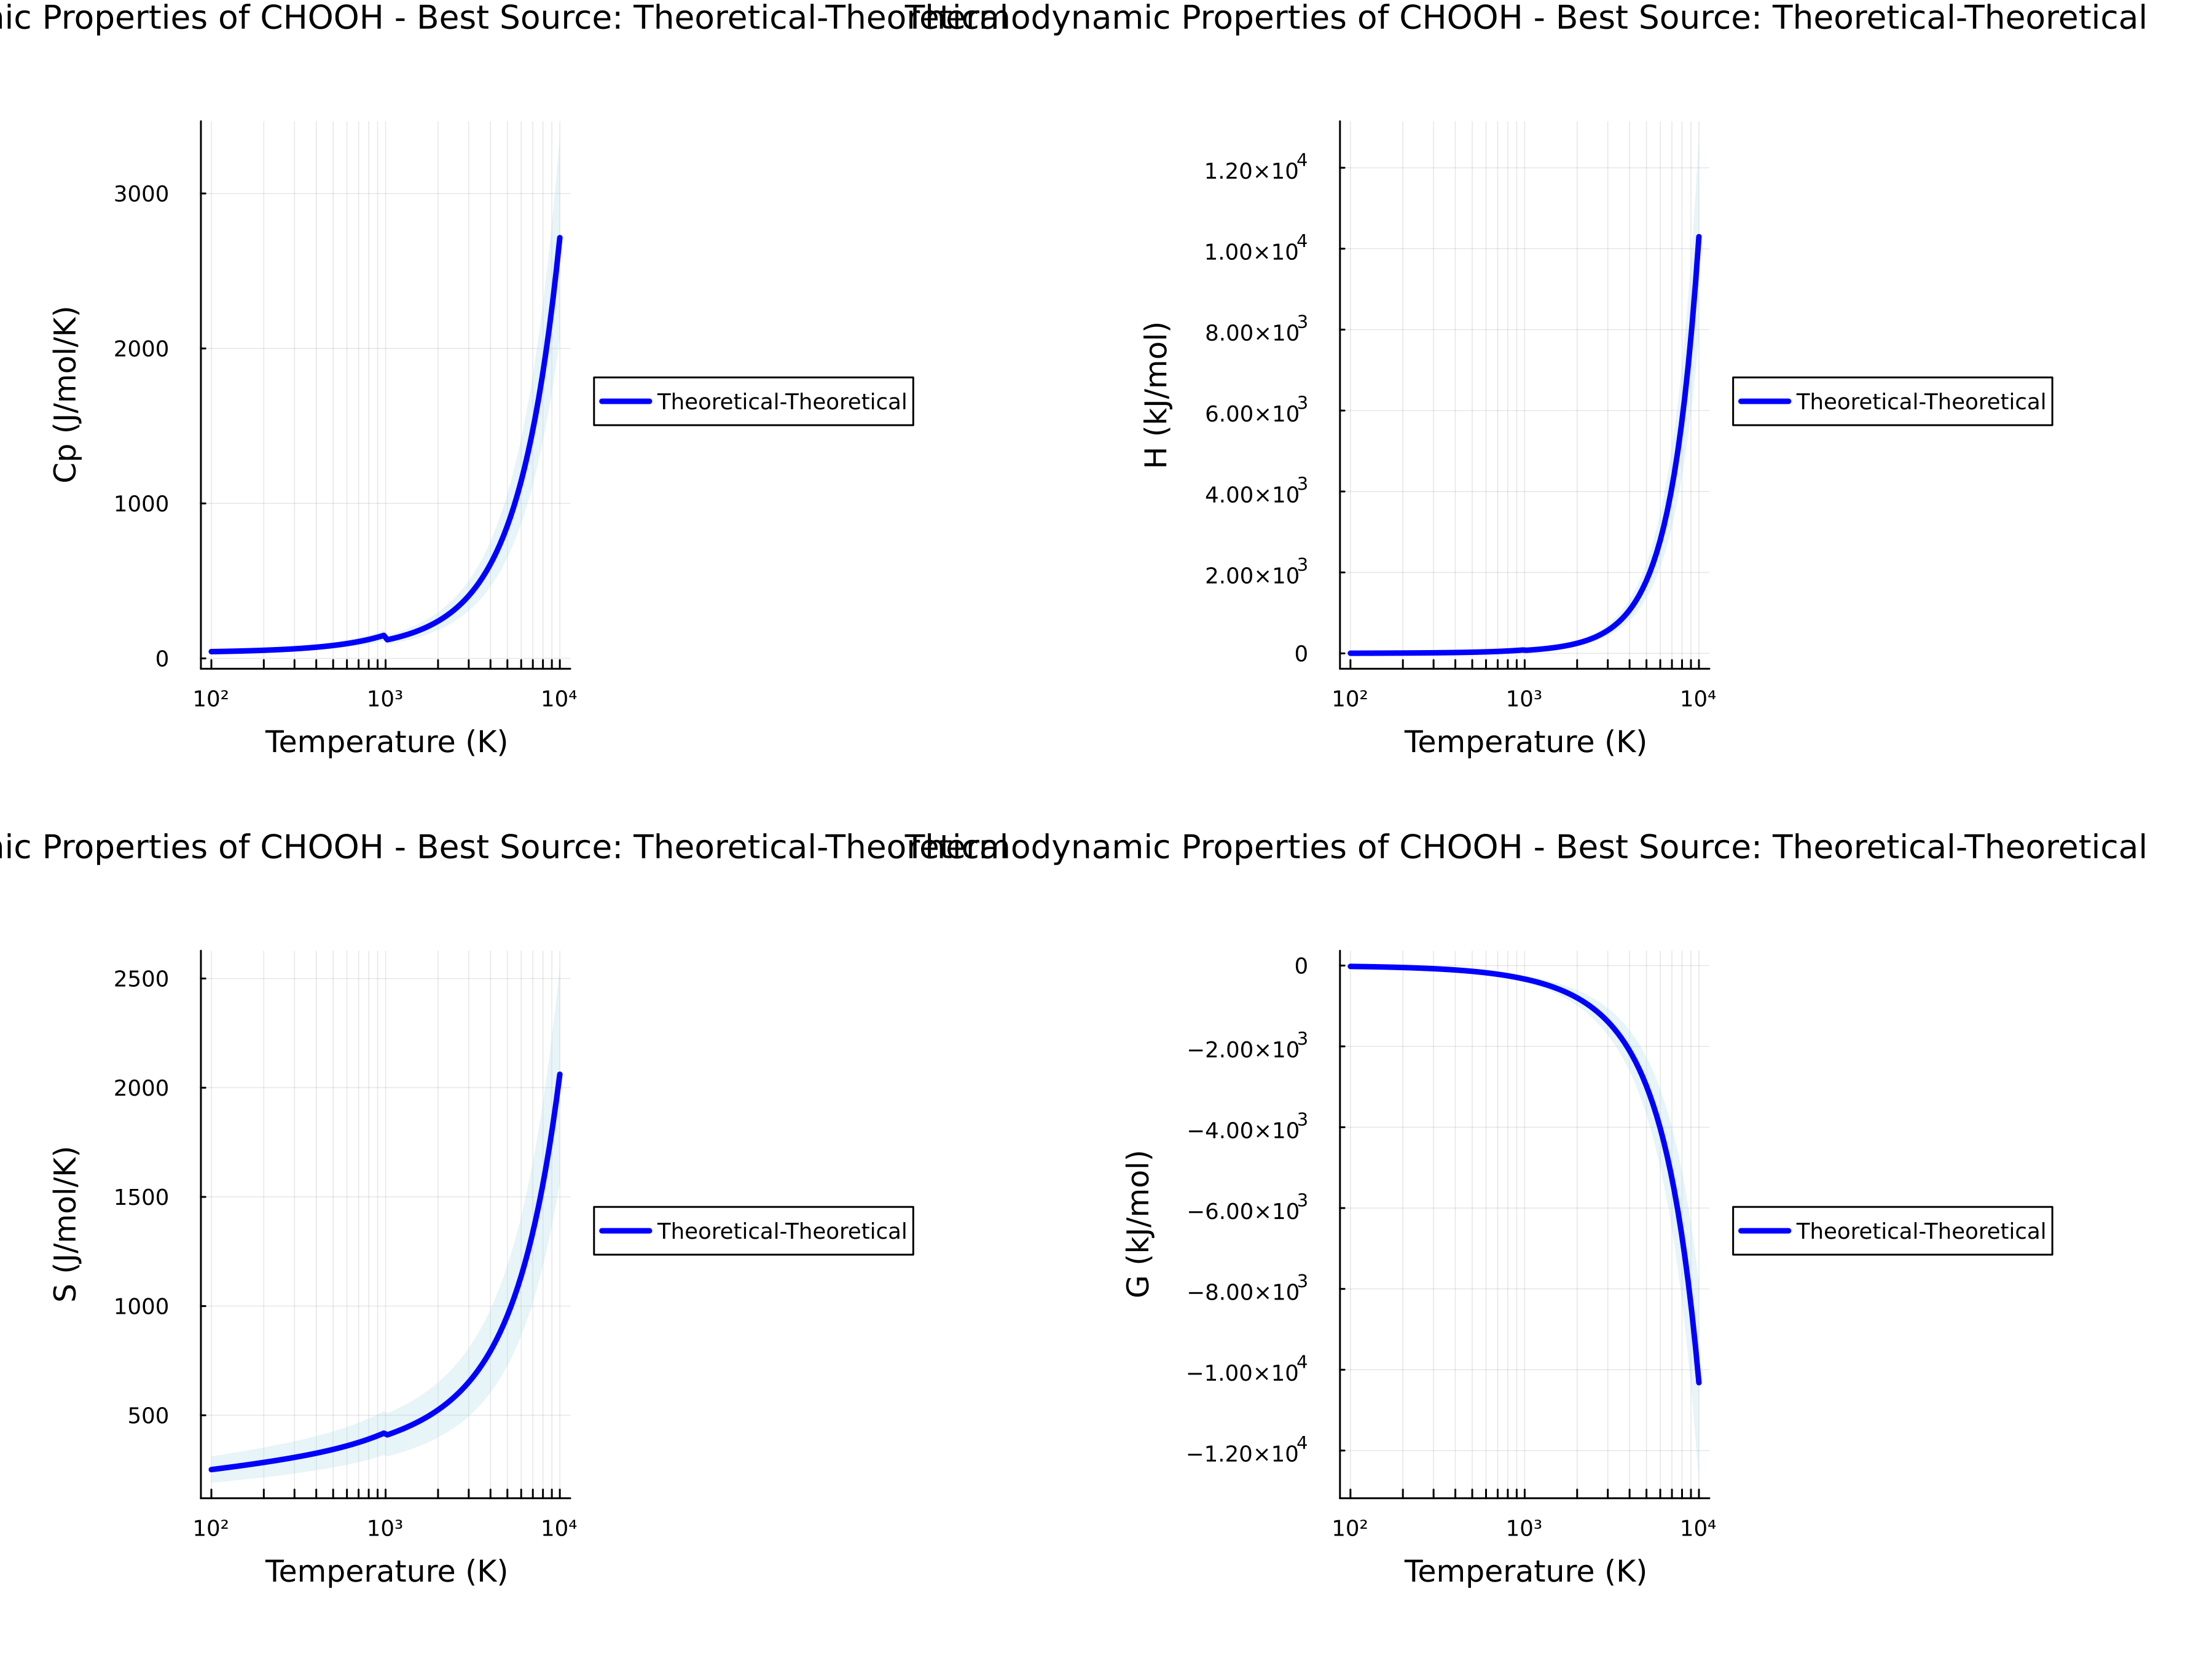 ic Properties of CHOOH - Best Source: Theoretical-Theoretical
Thermodynamic Properties of CHOOH - Best Source: Theoretical-Theoretical
Cp (J/mol/K)
3000
2000
1000
0
10² 10³ 10⁴
Temperature (K)
Theoretical-Theoretical
H (kJ/mol)
1.20×10⁴
1.00×10⁴
8.00×10³
6.00×10³
4.00×10³
2.00×10³
0
10² 10³ 10⁴
Temperature (K)
Theoretical-Theoretical
ic Properties of CHOOH - Best Source: Theoretical-Theoretical
Thermodynamic Properties of CHOOH - Best Source: Theoretical-Theoretical
S (J/mol/K)
2500
2000
1500
1000
500
10² 10³ 10⁴
Temperature (K)
Theoretical-Theoretical
G (kJ/mol)
0
−2.00×10³
−4.00×10³
−6.00×10³
−8.00×10³
−1.00×10⁴
−1.20×10⁴
10² 10³ 10⁴
Temperature (K)
Theoretical-Theoretical